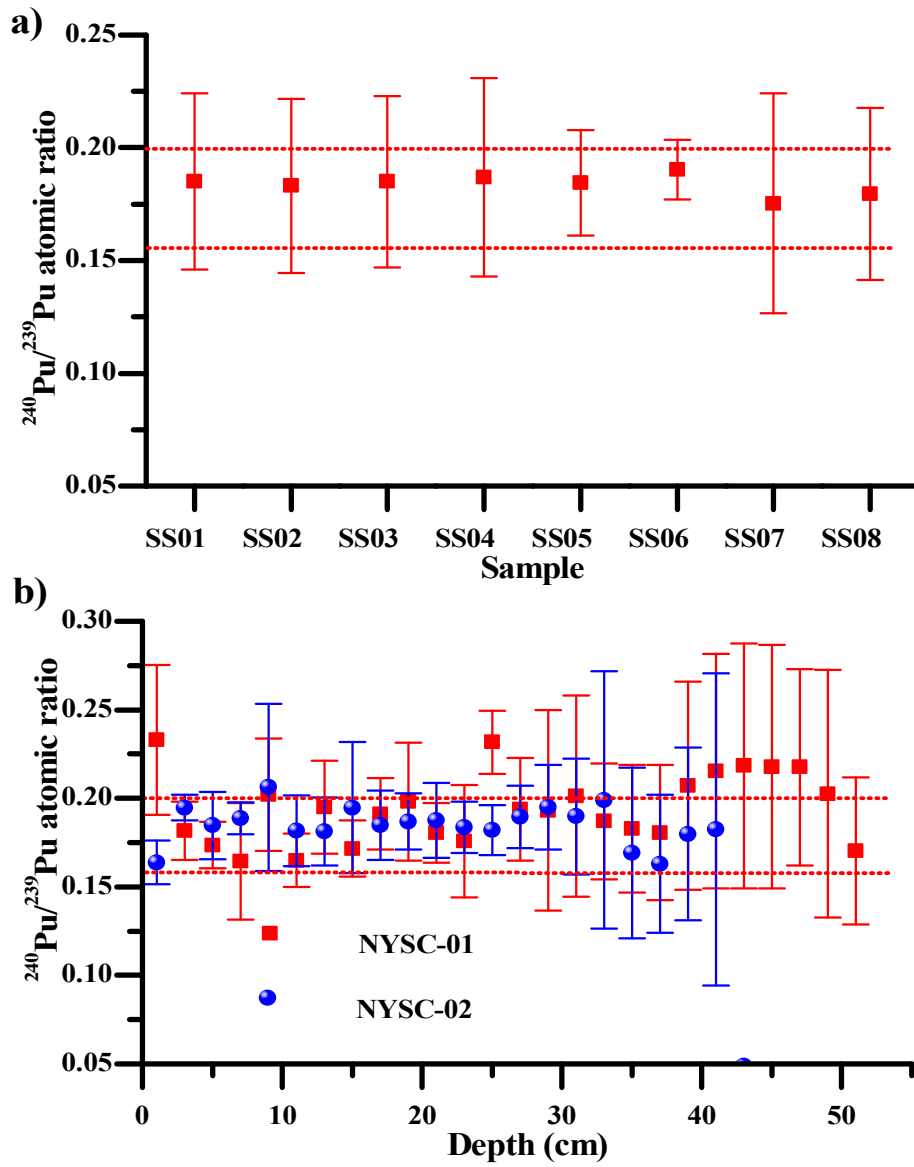 a)
0.25
0.20
0.15
0.10
0.05
²⁴⁰Pu/²³⁹Pu atomic ratio
SS01 SS02 SS03 SS04 SS05 SS06 SS07 SS08
Sample
b)
0.30
0.25
0.20
0.15
0.10
0.05
²⁴⁰Pu/²³⁹Pu atomic ratio
NYSC-01
NYSC-02
0 10 20 30 40 50
Depth (cm)